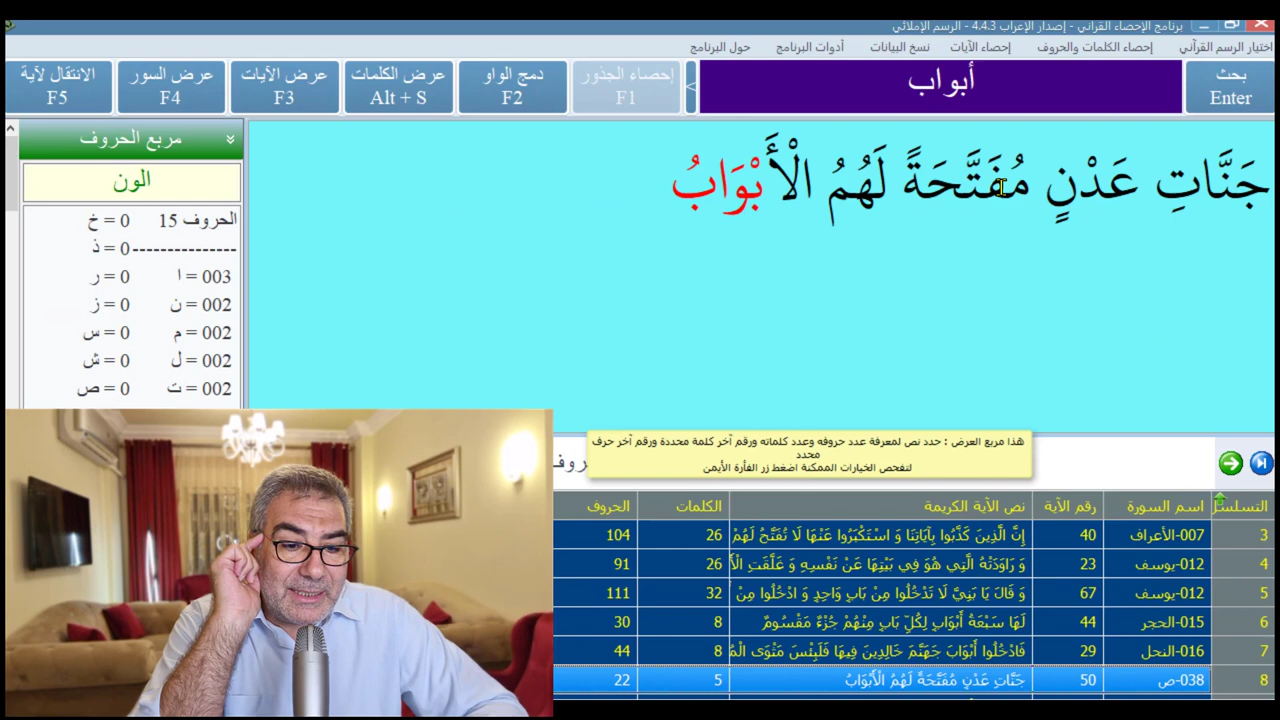 برنامج الإحصاء القرآني - إصدار الإعراب 4.4.3 - الرسم الإملائي
اختيار الرسم القرآني إحصاء الكلمات والحروف إحصاء الآيات نسخ البيانات أدوات البرنامج حول البرنامج
بحث
Enter
أبواب
>
إحصاء الجذور
F1
دمج الواو
F2
عرض الكلمات
Alt + S
عرض الآيات
F3
عرض السور
F4
الانتقال لآية
F5
جَنَّاتِ عَدْنٍ مُفَتَّحَةً لَهُمُ الْأَبْوَابُ
مربع الحروف
الون
الحروف 15 خ = 0
--------------- ذ = 0
ا = 003 ر = 0
ن = 002 ز = 0
م = 002 س = 0
ل = 002 ش = 0
ت = 002 ص = 0
هذا مربع العرض : حدد نص لمعرفة عدد حروفه وعدد كلماته ورقم آخر كلمة محددة ورقم آخر حرف
محدد
لتفحص الخيارات الممكنة اضغط زر الفأرة الأيمن
التسلسل اسم السورة رقم الآية نص الآية الكريمة الكلمات الحروف
3 007-الأعراف 40 إِنَّ الَّذِينَ كَذَّبُوا بِآيَاتِنَا وَ اسْتَكْبَرُوا عَنْهَا لَا تُفَتَّحُ لَهُمْ 26 104
4 012-يوسف 23 وَ رَاوَدَتْهُ الَّتِي هُوَ فِي بَيْتِهَا عَنْ نَفْسِهِ وَ غَلَّقَتِ الْأَ 26 91
5 012-يوسف 67 وَ قَالَ يَا بَنِيَّ لَا تَدْخُلُوا مِنْ بَابٍ وَاحِدٍ وَ ادْخُلُوا مِنْ 32 111
6 015-الحجر 44 لَهَا سَبْعَةُ أَبْوَابٍ لِكُلِّ بَابٍ مِنْهُمْ جُزْءٌ مَقْسُومٌ 8 30
7 016-النحل 29 فَادْخُلُوا أَبْوَابَ جَهَنَّمَ خَالِدِينَ فِيهَا فَلَبِئْسَ مَثْوَى الْمُ 8 44
8 038-ص 50 جَنَّاتِ عَدْنٍ مُفَتَّحَةً لَهُمُ الْأَبْوَابُ 5 22